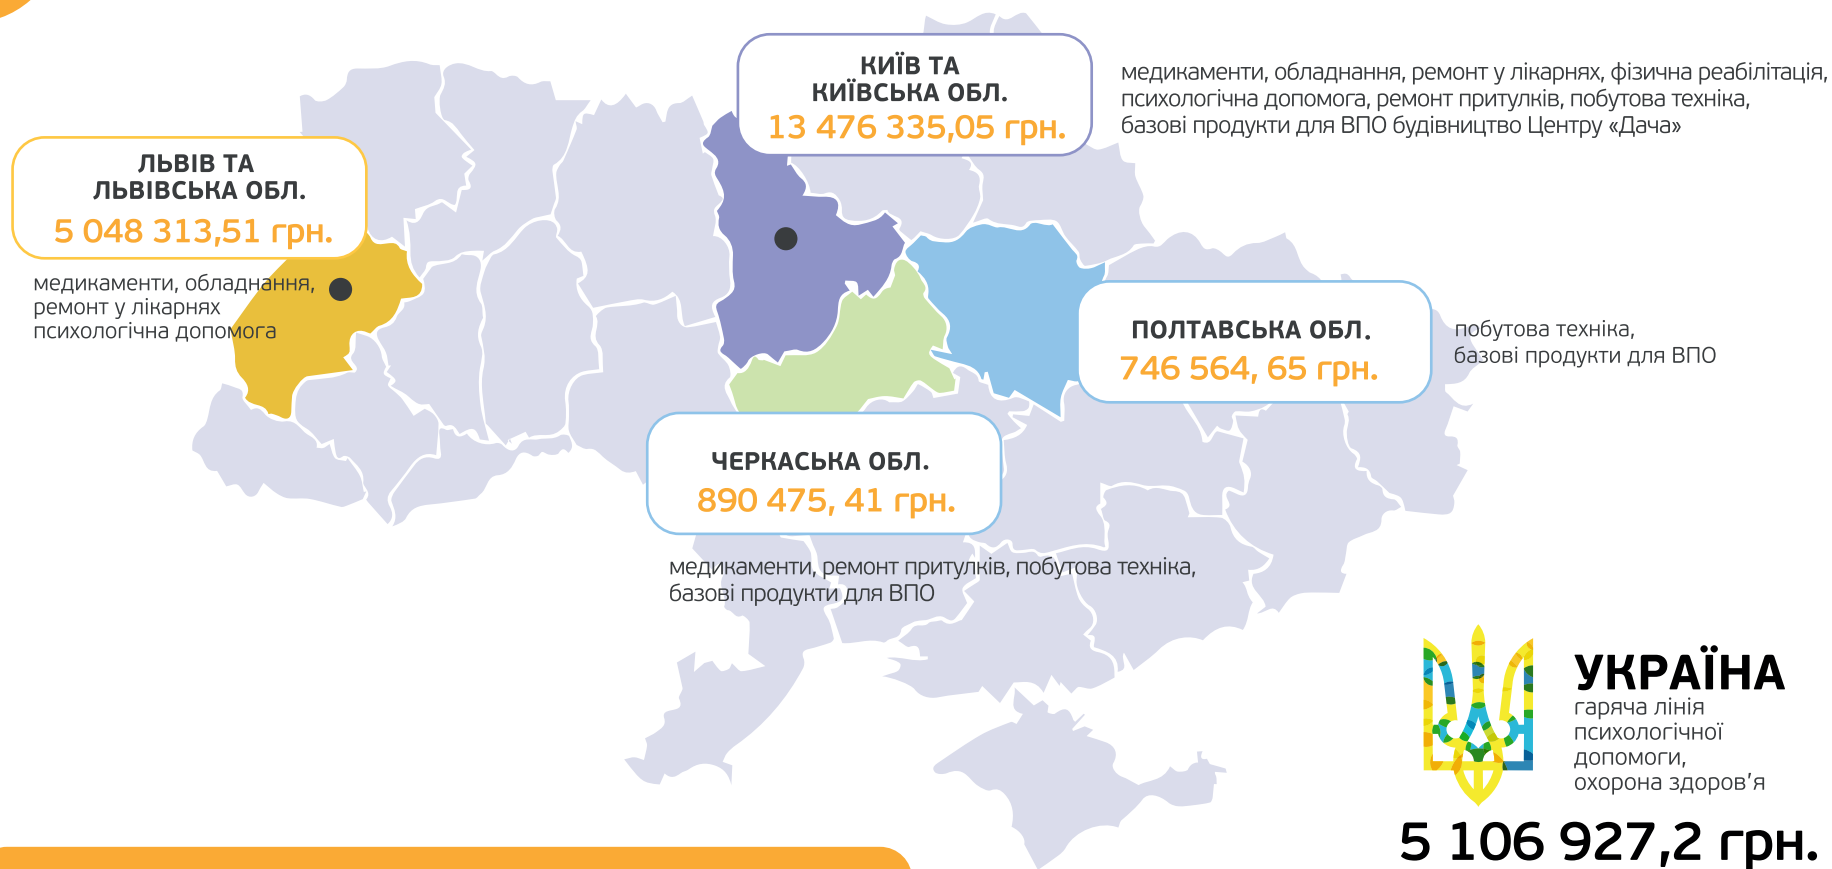 КИЇВ ТА
КИЇВСЬКА ОБЛ.
13 476 335,05 грн.
медикаменти, обладнання, ремонт у лікарнях, фізична реабілітація,
психологічна допомога, ремонт притулків, побутова техніка,
базові продукти для ВПО будівництво Центру «Дача»
ЛЬВІВ ТА
ЛЬВІВСЬКА ОБЛ.
5 048 313,51 грн.
медикаменти, обладнання,
ремонт у лікарнях
психологічна допомога
ПОЛТАВСЬКА ОБЛ.
746 564, 65 грн.
побутова техніка,
базові продукти для ВПО
ЧЕРКАСЬКА ОБЛ.
890 475, 41 грн.
медикаменти, ремонт притулків, побутова техніка,
базові продукти для ВПО
УКРАЇНА
гаряча лінія
психологічної
допомоги,
охорона здоров’я
5 106 927,2 грн.